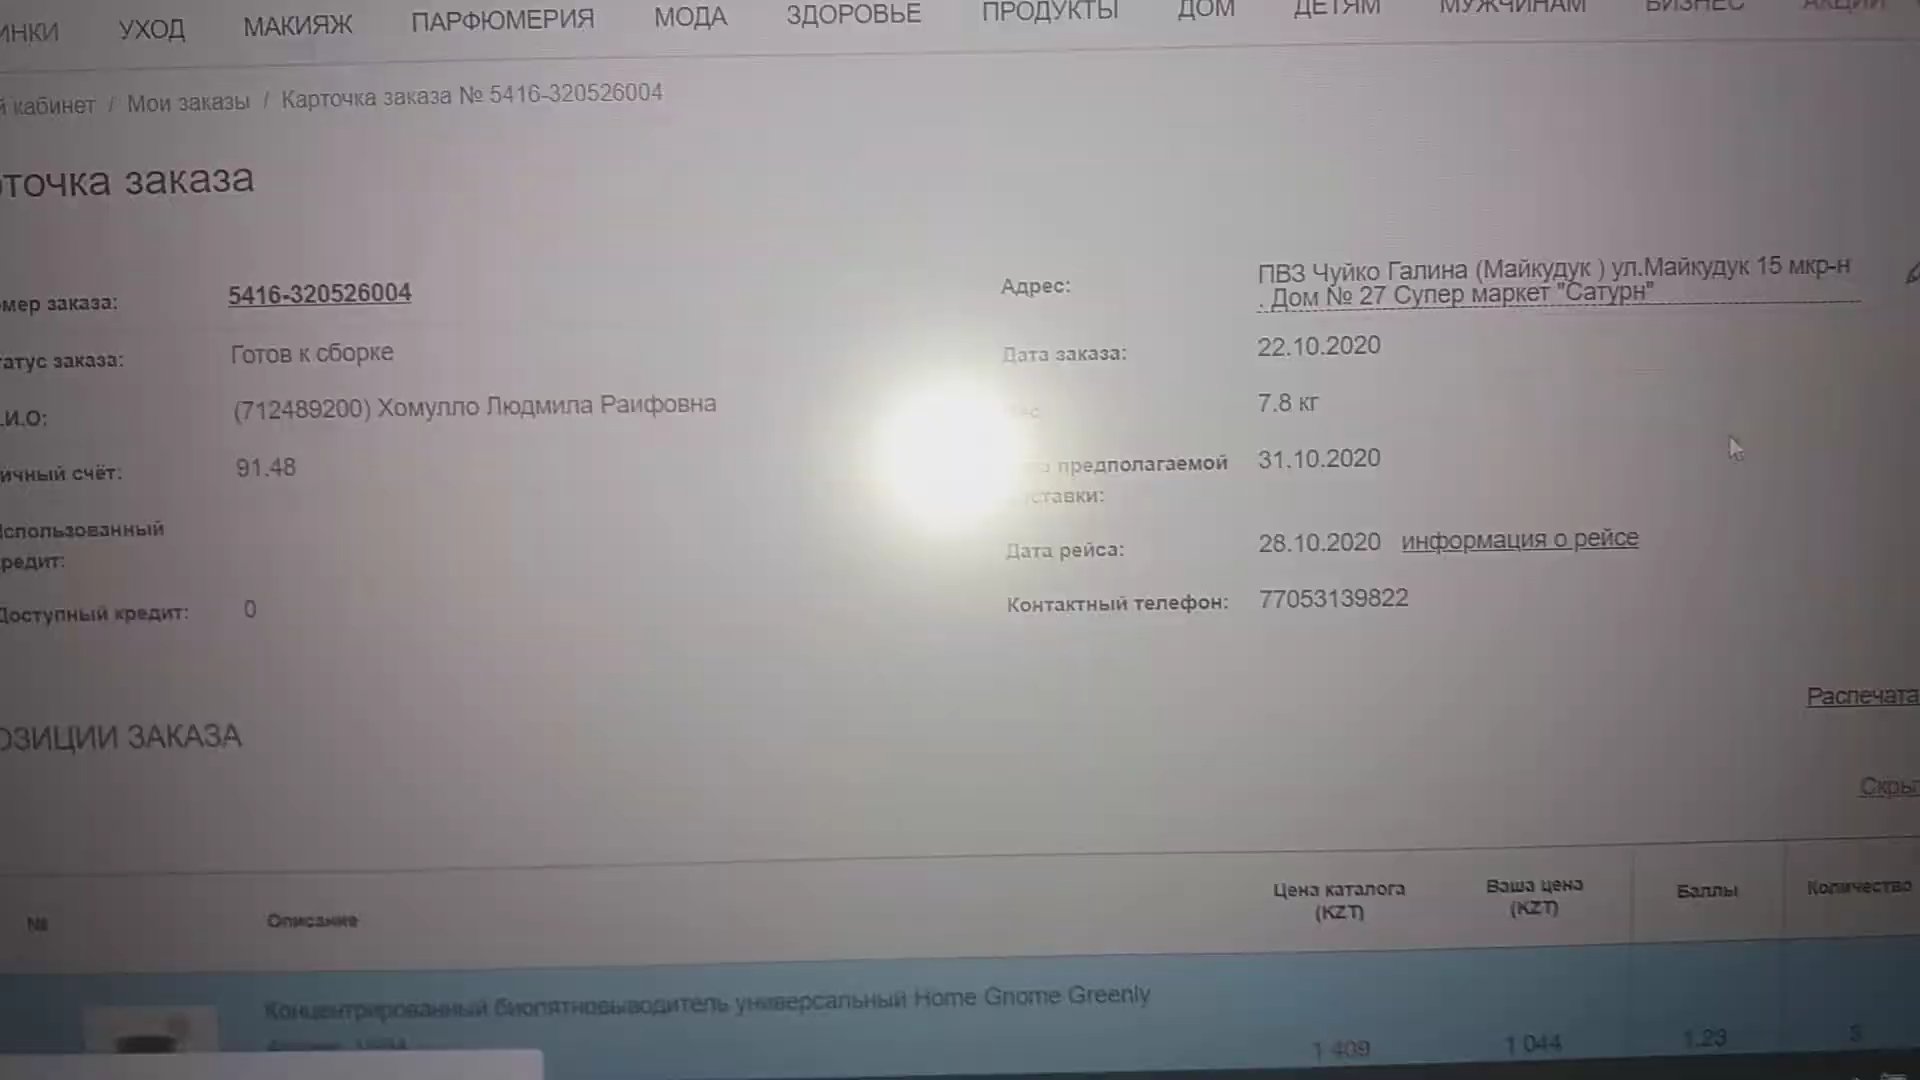 ИНКИ УХОД МАКИЯЖ ПАРФЮМЕРИЯ МОДА ЗДОРОВЬЕ ПРОДУКТЫ ДОМ ДЕТЯМ МУЖЧИНАМ БИЗНЕС АКЦИИ
й кабинет / Мои заказы / Карточка заказа № 5416-320526004
точка заказа
мер заказа: 5416-320526004
атус заказа: Готов к сборке
.И.О: (712489200) Хомулло Людмила Раифовна
ичный счёт: 91.48
спользованный
редит:
Доступный кредит: 0
Адрес: ПВЗ Чуйко Галина (Майкудук ) ул.Майкудук 15 мкр-н
. Дом № 27 Супер маркет "Сатурн"
Дата заказа: 22.10.2020
7.8 кг
предполагаемой 31.10.2020
ставки:
Дата рейса: 28.10.2020 информация о рейсе
Контактный телефон: 77053139822
Распечата
ОЗИЦИИ ЗАКАЗА
Скры
№ Описание Цена каталога (KZT) Ваша цена (KZT) Баллы Количество
Концентрированный биопятновыводитель универсальный Home Gnome Greenly
1 409 1 044 1.23